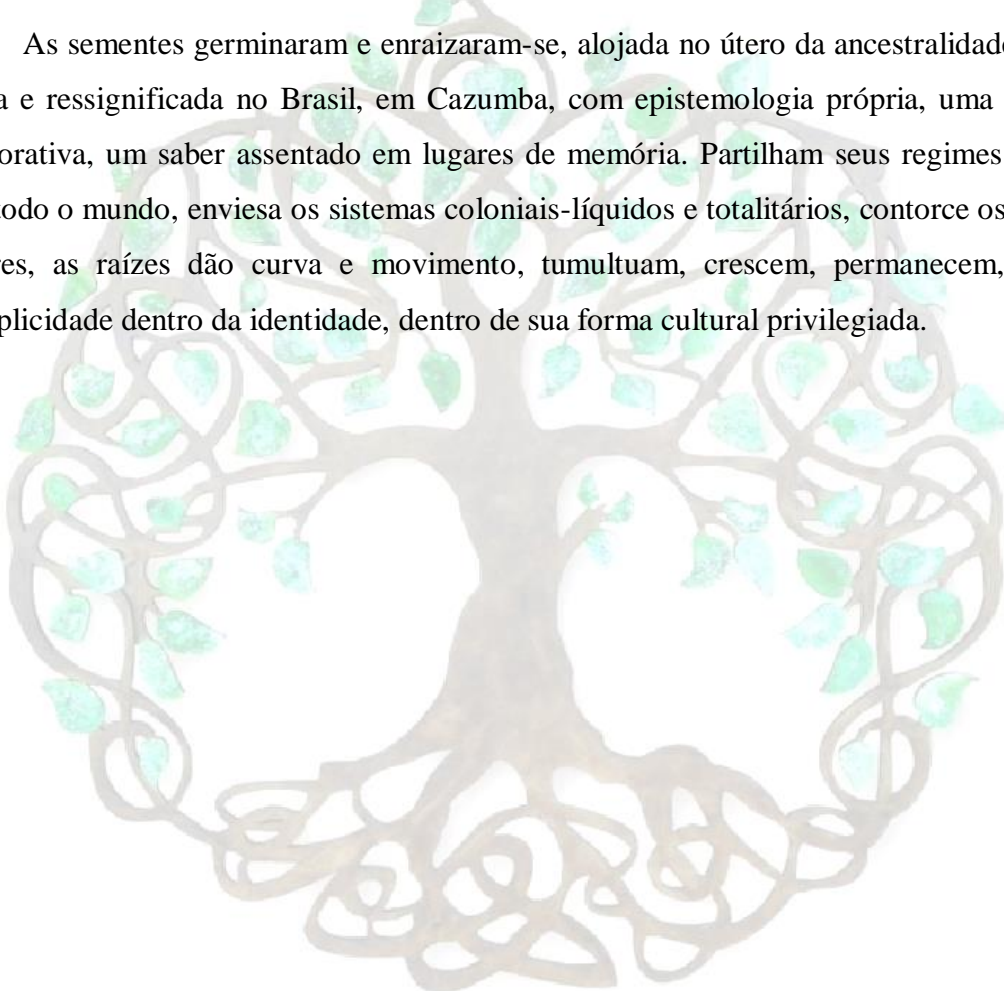 As sementes germinaram e enraizaram-se, alojada no útero da ancestralidade
a e ressignificada no Brasil, em Cazumba, com epistemologia própria, uma
orativa, um saber assentado em lugares de memória. Partilham seus regimes
todo o mundo, enviesa os sistemas coloniais-líquidos e totalitários, contorce os
res, as raízes dão curva e movimento, tumultuam, crescem, permanecem,
plicidade dentro da identidade, dentro de sua forma cultural privilegiada.